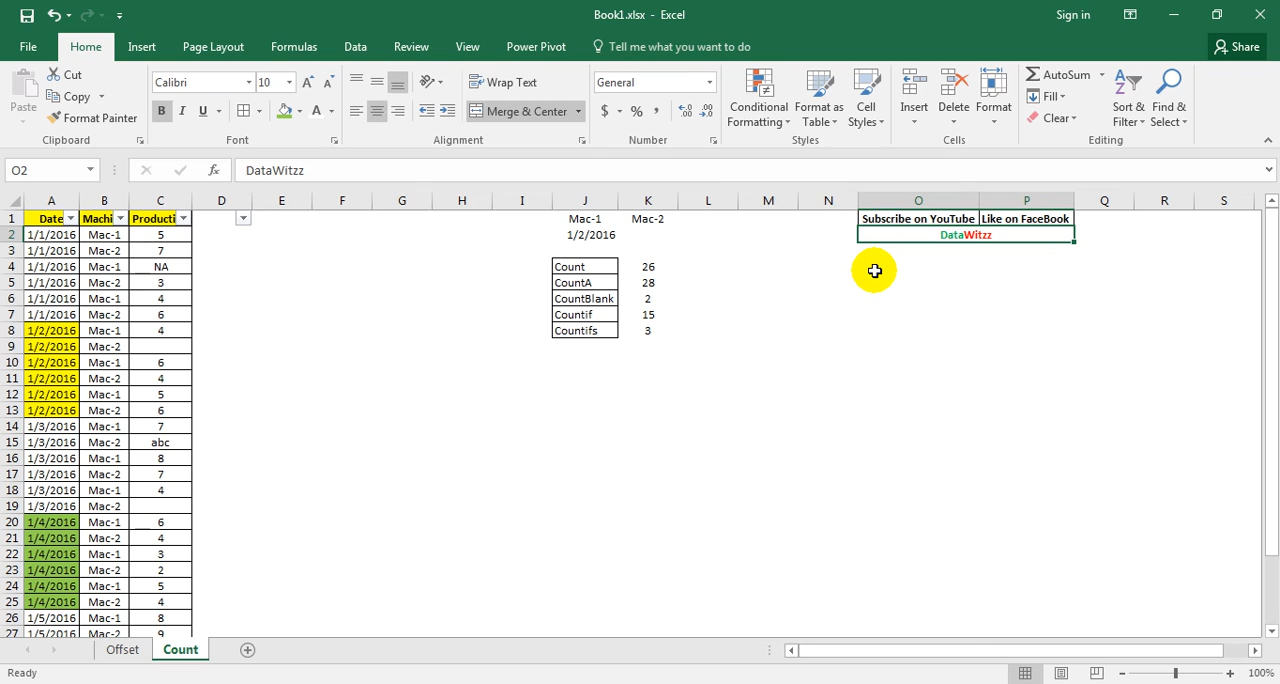 Book1.xlsx - Excel
Sign in
File Home Insert Page Layout Formulas Data Review View Power Pivot Tell me what you want to do Share
Paste Cut Copy Format Painter Clipboard
Calibri 10 B I U A Font
Wrap Text Merge & Center Alignment
General $ % , Number
Conditional Formatting Format as Table Cell Styles Styles
Insert Delete Format Cells
AutoSum Fill Clear Sort & Filter Find & Select Editing
O2 fx DataWitzz
A B C D E F G H I J K L M N O P Q R S
1 Date Machi Producti Mac-1 Mac-2 Subscribe on YouTube Like on FaceBook
2 1/1/2016 Mac-1 5 1/2/2016 DataWitzz
3 1/1/2016 Mac-2 7
4 1/1/2016 Mac-1 NA Count 26
5 1/1/2016 Mac-2 3 CountA 28
6 1/1/2016 Mac-1 4 CountBlank 2
7 1/1/2016 Mac-2 6 Countif 15
8 1/2/2016 Mac-1 4 Countifs 3
9 1/2/2016 Mac-2
10 1/2/2016 Mac-1 6
11 1/2/2016 Mac-2 4
12 1/2/2016 Mac-1 5
13 1/2/2016 Mac-2 6
14 1/3/2016 Mac-1 7
15 1/3/2016 Mac-2 abc
16 1/3/2016 Mac-1 8
17 1/3/2016 Mac-2 7
18 1/3/2016 Mac-1 4
19 1/3/2016 Mac-2
20 1/4/2016 Mac-1 6
21 1/4/2016 Mac-2 4
22 1/4/2016 Mac-1 3
23 1/4/2016 Mac-2 2
24 1/4/2016 Mac-1 5
25 1/4/2016 Mac-2 4
26 1/5/2016 Mac-1 8
27 1/5/2016 Mac-2 9
Offset Count
Ready 100%